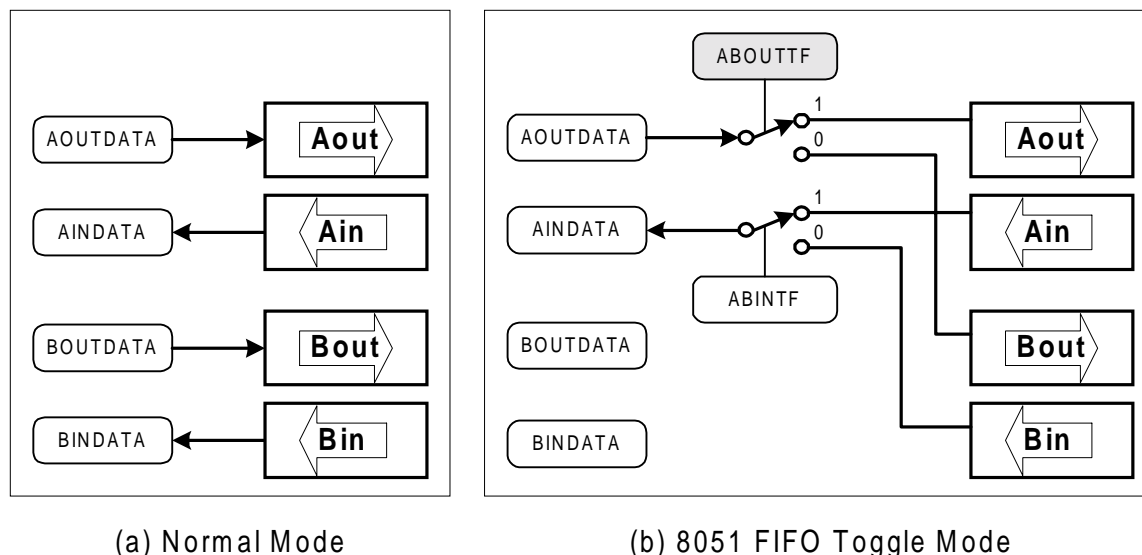 AOUTDATA
Aout
AINDATA
Ain
BOUTDATA
Bout
BINDATA
Bin
(a) Normal Mode
ABOUTTF
AOUTDATA
1
0
Aout
AINDATA
1
0
Ain
ABINTF
BOUTDATA
Bout
BINDATA
Bin
(b) 8051 FIFO Toggle Mode